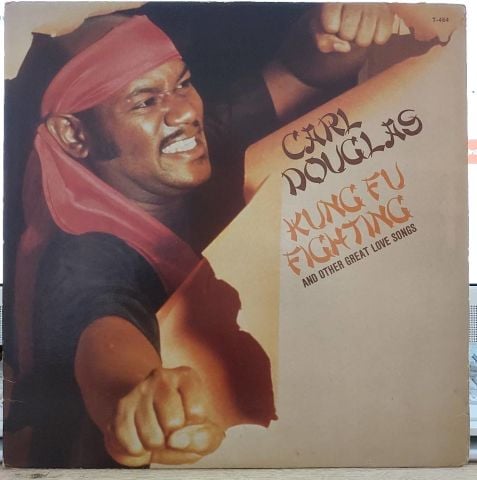 T-464
CARL
DOUGLAS
KUNG FU
FIGHTING
AND OTHER GREAT LOVE SONGS